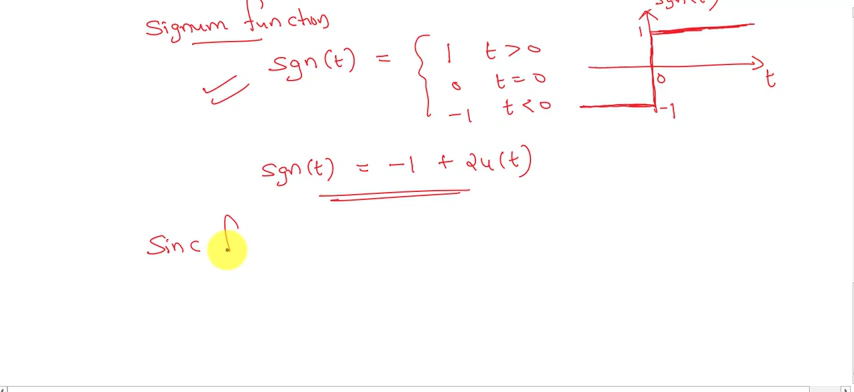 Signum function
sgn(t)
sgn(t) = { 1 t > 0
0 t = 0
-1 t < 0
1
0
t
-1
sgn(t) = -1 + 2u(t)
Sinc f